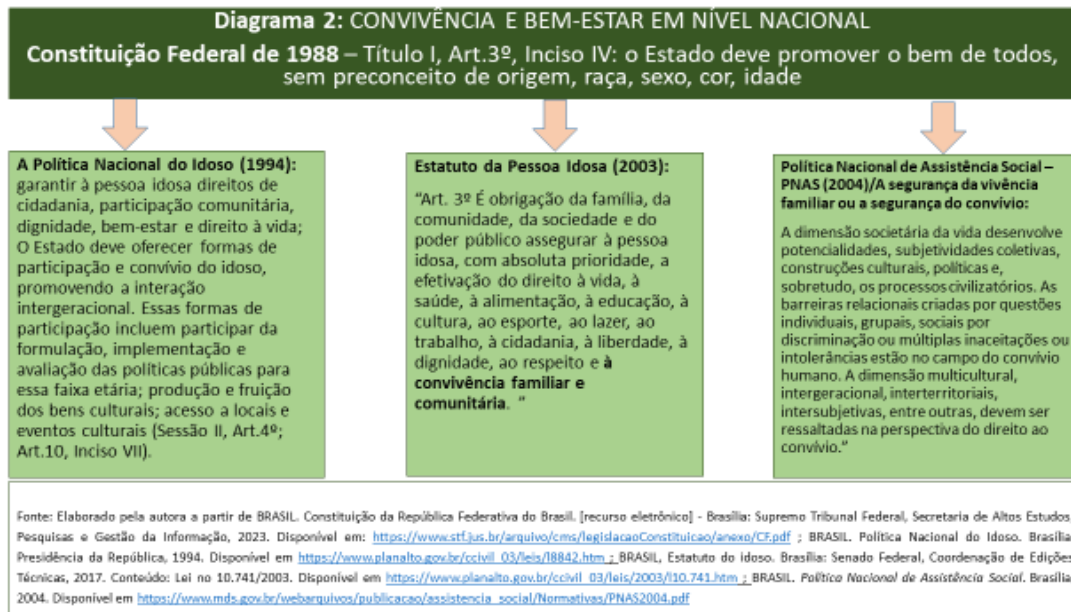 Diagrama 2: CONVIVÊNCIA E BEM-ESTAR EM NÍVEL NACIONAL
Constituição Federal de 1988 – Título I, Art.3º, Inciso IV: o Estado deve promover o bem de todos,
sem preconceito de origem, raça, sexo, cor, idade
A Política Nacional do Idoso (1994):
garantir à pessoa idosa direitos de
cidadania, participação comunitária,
dignidade, bem-estar e direito à vida;
O Estado deve oferecer formas de
participação e convívio do idoso,
promovendo a interação
intergeracional. Essas formas de
participação incluem participar da
formulação, implementação e
avaliação das políticas públicas para
essa faixa etária; produção e fruição
dos bens culturais; acesso a locais e
eventos culturais (Sessão II, Art.4º;
Art.10, Inciso VII).
Estatuto da Pessoa Idosa (2003):
“Art. 3º É obrigação da família, da
comunidade, da sociedade e do
poder público assegurar à pessoa
idosa, com absoluta prioridade, a
efetivação do direito à vida, à
saúde, à alimentação, à educação, à
cultura, ao esporte, ao lazer, ao
trabalho, à cidadania, à liberdade, à
dignidade, ao respeito e à
convivência familiar e
comunitária. ”
Política Nacional de Assistência Social –
PNAS (2004)/A segurança da vivência
familiar ou a segurança do convívio:
A dimensão societária da vida desenvolve
potencialidades, subjetividades coletivas,
construções culturais, políticas e,
sobretudo, os processos civilizatórios. As
barreiras relacionais criadas por questões
individuais, grupais, sociais por
discriminação ou múltiplas inaceitações ou
intolerâncias estão no campo do convívio
humano. A dimensão multicultural,
intergeracional, interterritoriais,
intersubjetivas, entre outras, devem ser
ressaltadas na perspectiva do direito ao
convívio.”
Fonte: Elaborado pela autora a partir de BRASIL. Constituição da República Federativa do Brasil. [recurso eletrônico] - Brasília: Supremo Tribunal Federal, Secretaria de Altos Estudos,
Pesquisas e Gestão da Informação, 2023. Disponível em: https://www.stf.jus.br/arquivo/cms/legislacaoConstituicao/anexo/CF.pdf ; BRASIL. Política Nacional do Idoso. Brasília:
Presidência da República, 1994. Disponível em https://www.planalto.gov.br/ccivil_03/leis/l8842.htm ; BRASIL, Estatuto do idoso. Brasília: Senado Federal, Coordenação de Edições
Técnicas, 2017. Conteúdo: Lei no 10.741/2003. Disponível em https://www.planalto.gov.br/ccivil_03/leis/2003/l10.741.htm ; BRASIL. Política Nacional de Assistência Social. Brasília,
2004. Disponível em https://www.mds.gov.br/webarquivos/publicacao/assistencia_social/Normativas/PNAS2004.pdf